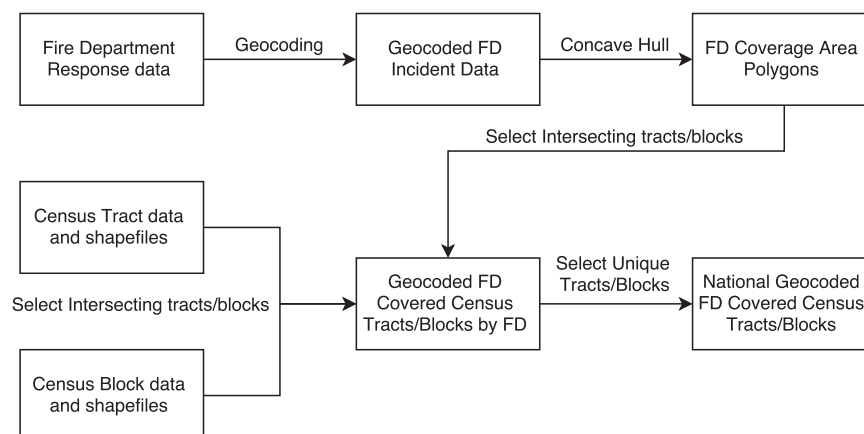 Fire Department
Response data
Geocoding
Geocoded FD
Incident Data
Concave Hull
FD Coverage Area
Polygons
Select Intersecting tracts/blocks
Census Tract data
and shapefiles
Select Intersecting tracts/blocks
Census Block data
and shapefiles
Geocoded FD
Covered Census
Tracts/Blocks by FD
Select Unique
Tracts/Blocks
National Geocoded
FD Covered Census
Tracts/Blocks